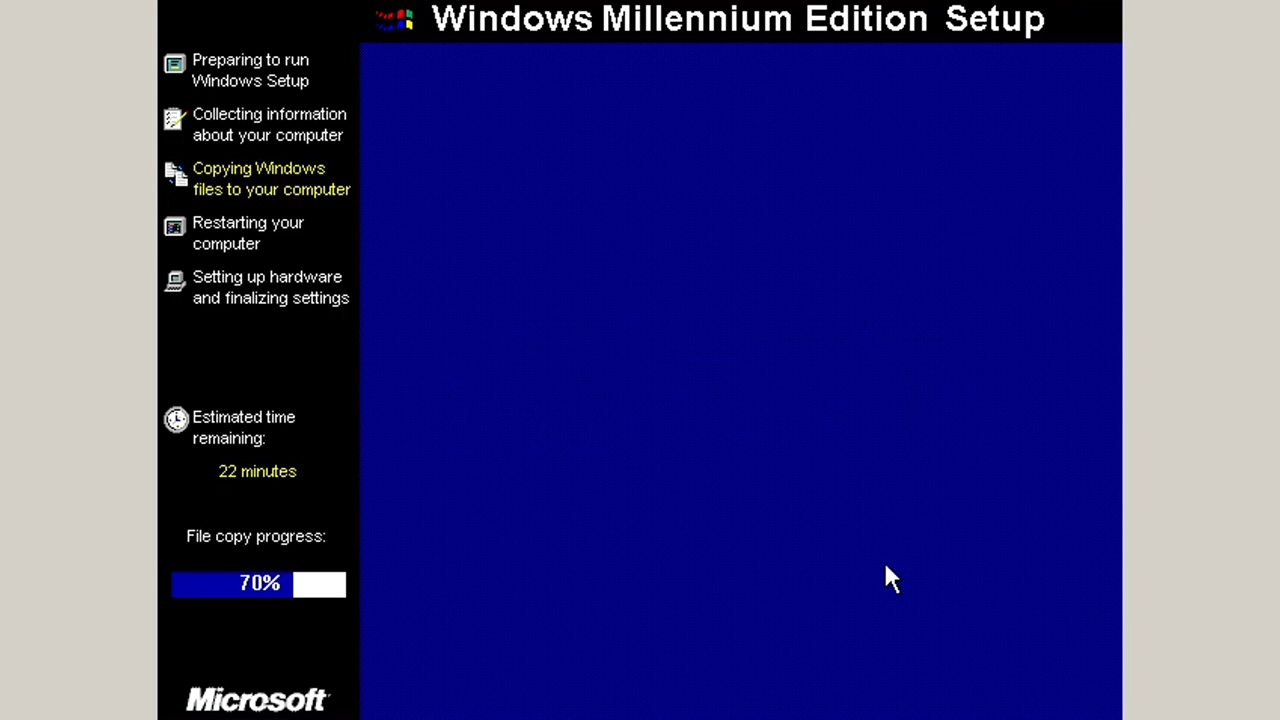 Windows Millennium Edition Setup
Preparing to run
Windows Setup
Collecting information
about your computer
Copying Windows
files to your computer
Restarting your
computer
Setting up hardware
and finalizing settings
Estimated time
remaining:
22 minutes
File copy progress:
70%
Microsoft